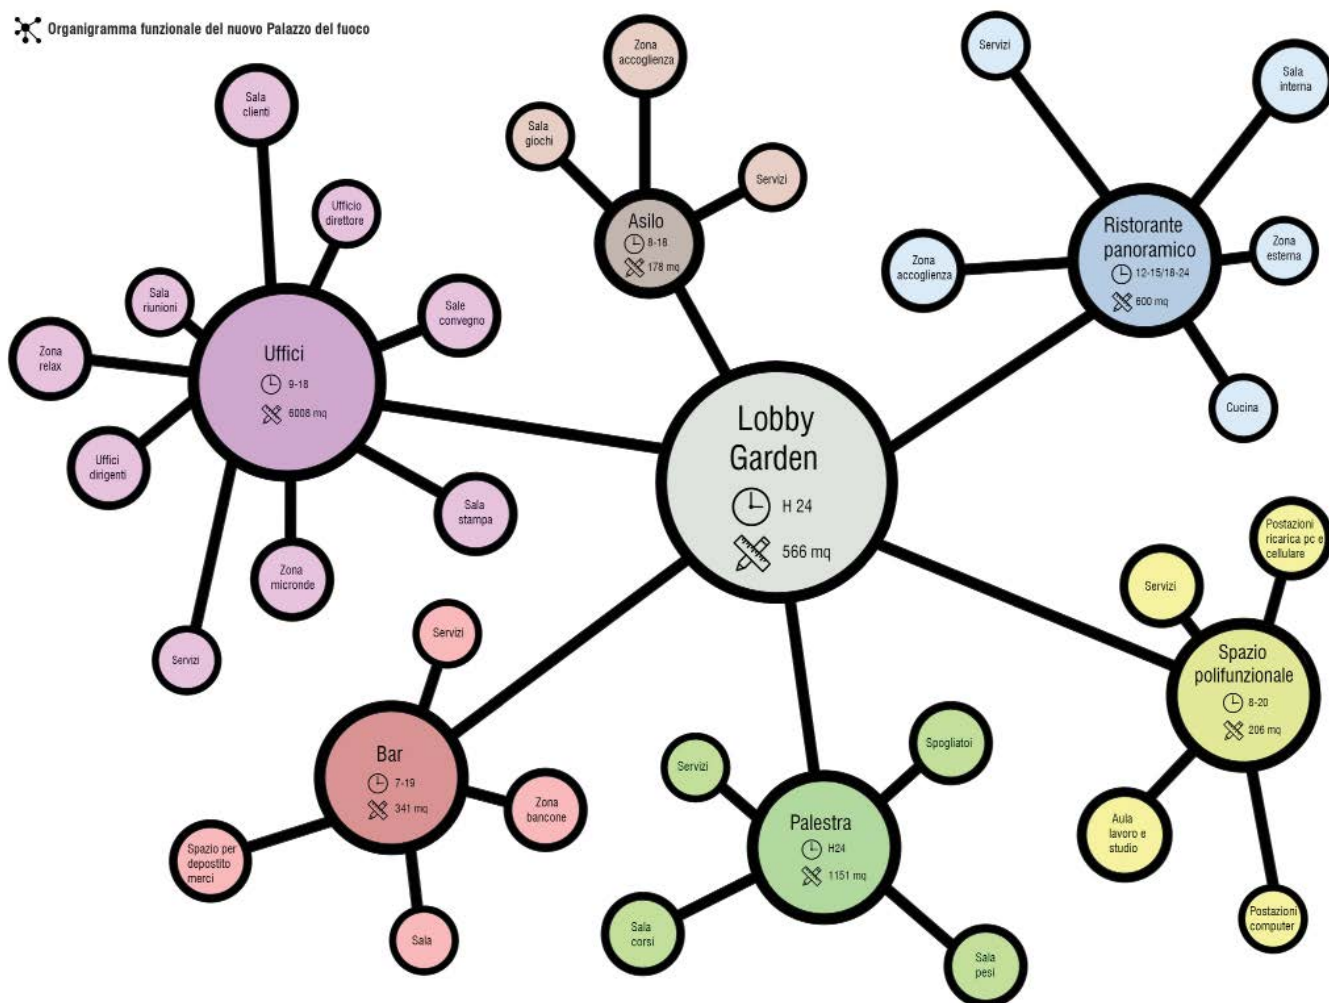 Organigramma funzionale del nuovo Palazzo del fuoco
Sala
clienti
Ufficio
direttore
Sala
riunioni
Sale
convegno
Zona
relax
Uffici
9-18
6008 mq
Uffici
dirigenti
Sala
stampa
Zona
micronde
Servizi
Zona
accoglienza
Sala
giochi
Servizi
Asilo
8-18
178 mq
Servizi
Sala
interna
Ristorante
panoramico
12-15/18-24
600 mq
Zona
accoglienza
Zona
esterna
Cucina
Lobby
Garden
H 24
566 mq
Postazioni
ricarica pc e
cellulare
Servizi
Spazio
polifunzionale
8-20
206 mq
Aula
lavoro e
studio
Postazioni
computer
Servizi
Bar
7-19
341 mq
Zona
bancone
Spazio per
depostito
merci
Sala
Servizi
Spogliatoi
Palestra
H24
1151 mq
Sala
corsi
Sala
pesi